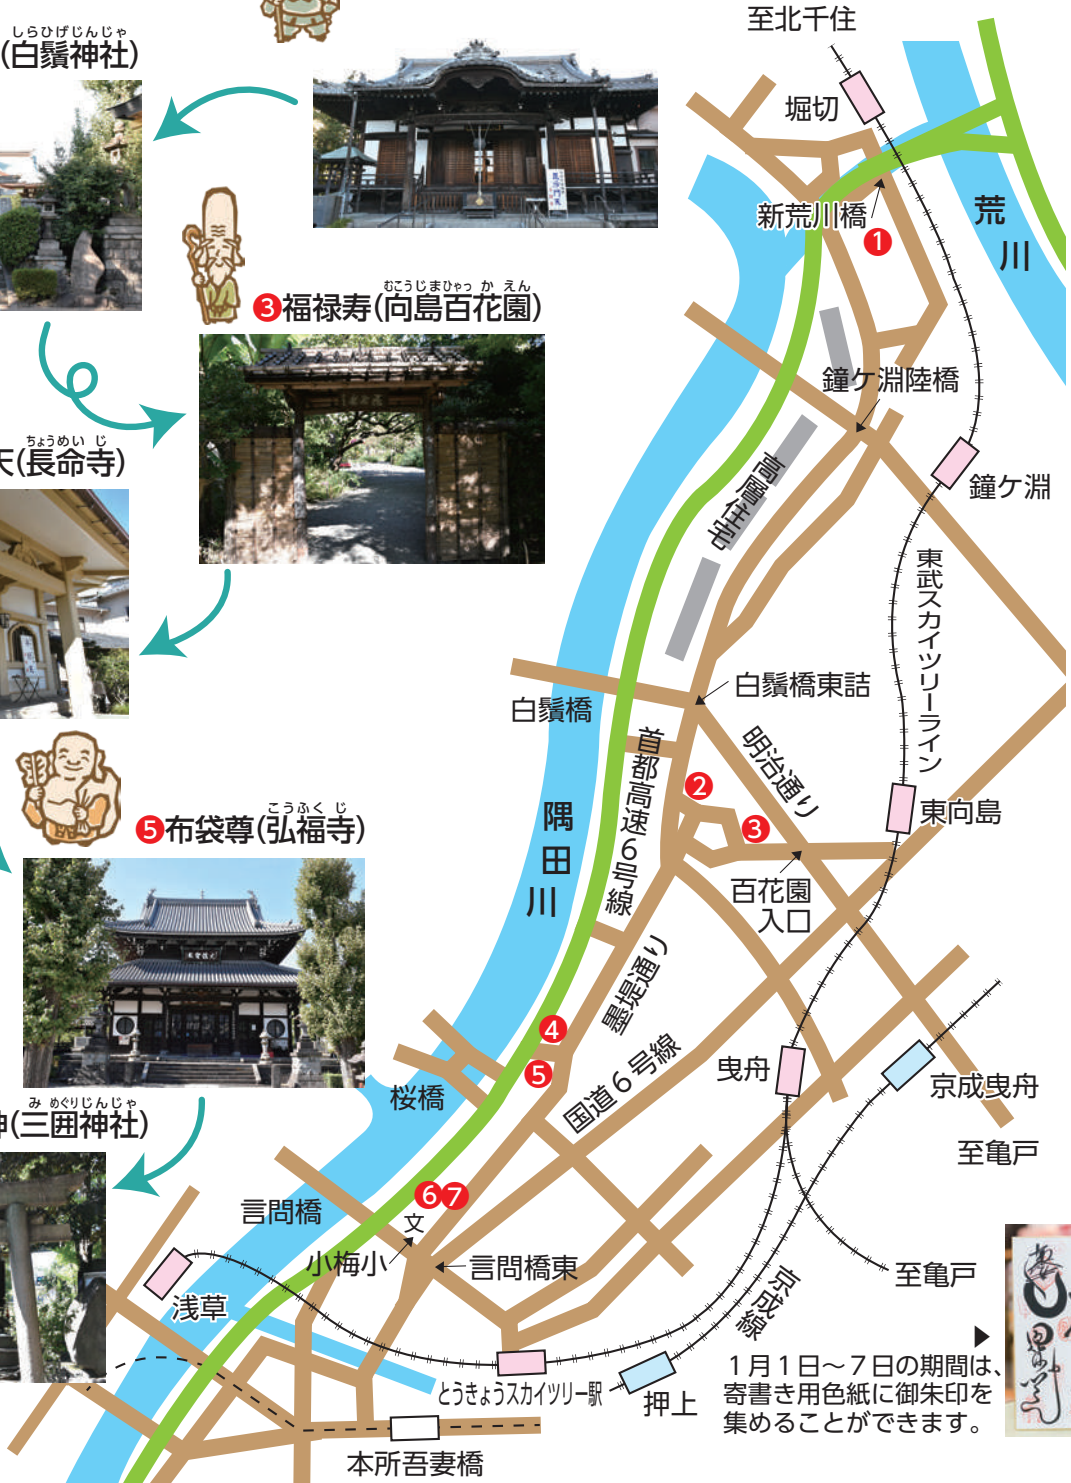 しらひげじんじゃ
(白鬚神社)
❸福禄寿(向島百花園)
むこうじまひゃっかえん
ちょうめいじ
天(長命寺)
❺布袋尊(弘福寺)
こうふくじ
みめぐりじんじゃ
神(三囲神社)
至北千住
堀切
新荒川橋
❶
荒川
鐘ケ淵陸橋
鐘ケ淵
高層住宅
東武スカイツリーライン
白鬚橋東詰
白鬚橋
首都高速6号線
明治通り
❷
❸
東向島
百花園
入口
隅田川
墨堤通り
❹
❺
国道6号線
曳舟
京成曳舟
至亀戸
桜橋
❻❼
文
言問橋
小梅小
言問橋東
浅草
至亀戸
京成線
とうきょうスカイツリー駅
押上
本所吾妻橋
▶
1月1日~7日の期間は、
寄書き用色紙に御朱印を
集めることができます。